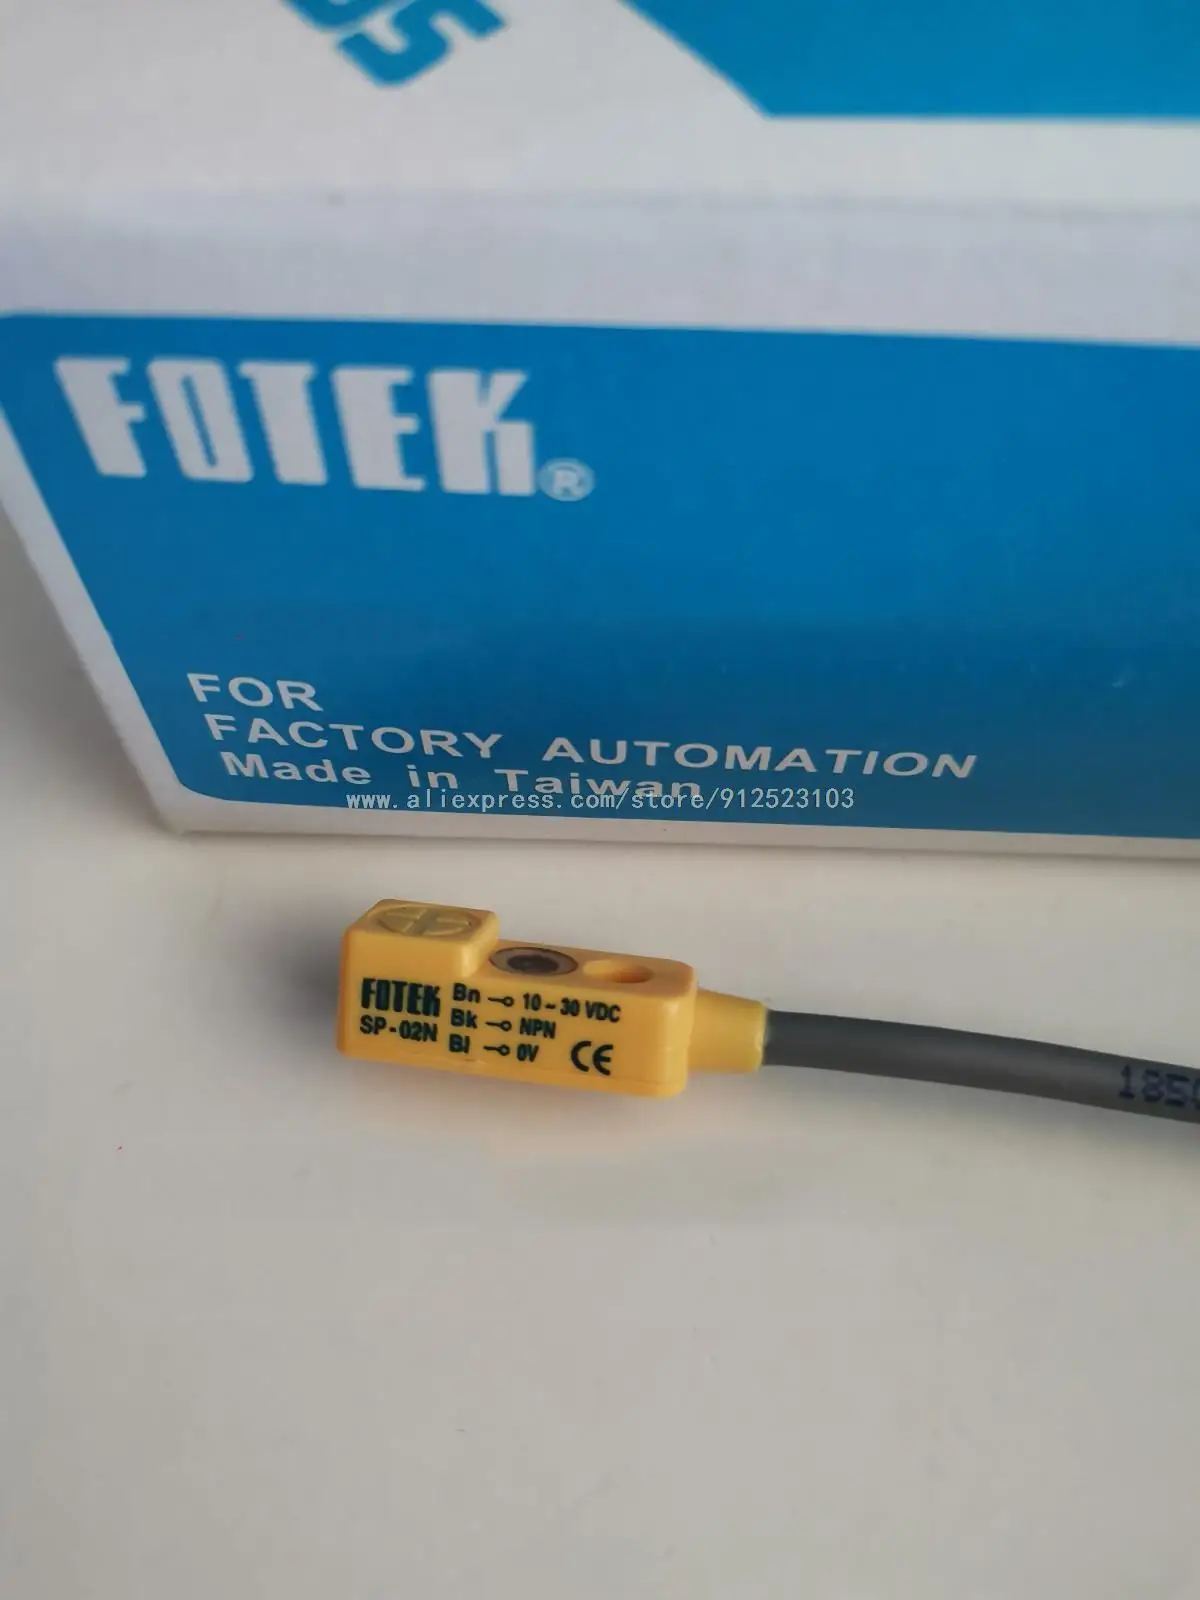 FOTEK®
FOR
FACTORY AUTOMATION
Made in Taiwan
www.aliexpress.com/store/912523103
FOTEK Bn 10~30 VDC
SP-02N Bk NPN
Bl 0V CE